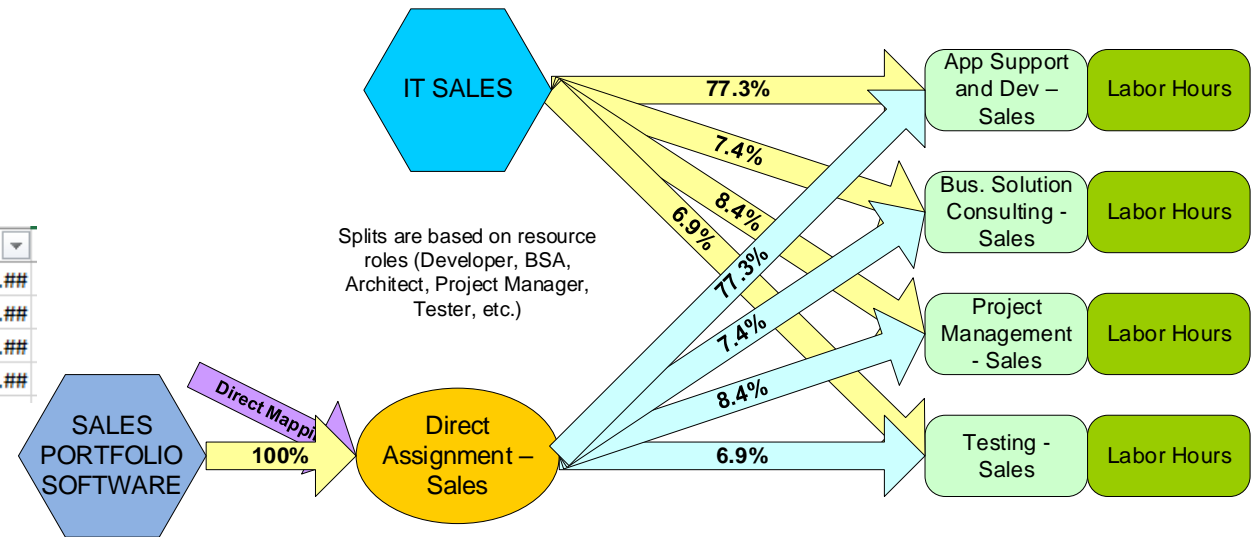 IT SALES
77.3%
7.4%
8.4%
6.9%
App Support
and Dev –
Sales
Labor Hours
Bus. Solution
Consulting -
Sales
Labor Hours
Splits are based on resource
roles (Developer, BSA,
Architect, Project Manager,
Tester, etc.)
.##
.##
.##
.##
77.3%
7.4%
8.4%
6.9%
Project
Management
- Sales
Labor Hours
Direct Mappi
SALES
PORTFOLIO
SOFTWARE
100%
Direct
Assignment –
Sales
Testing -
Sales
Labor Hours